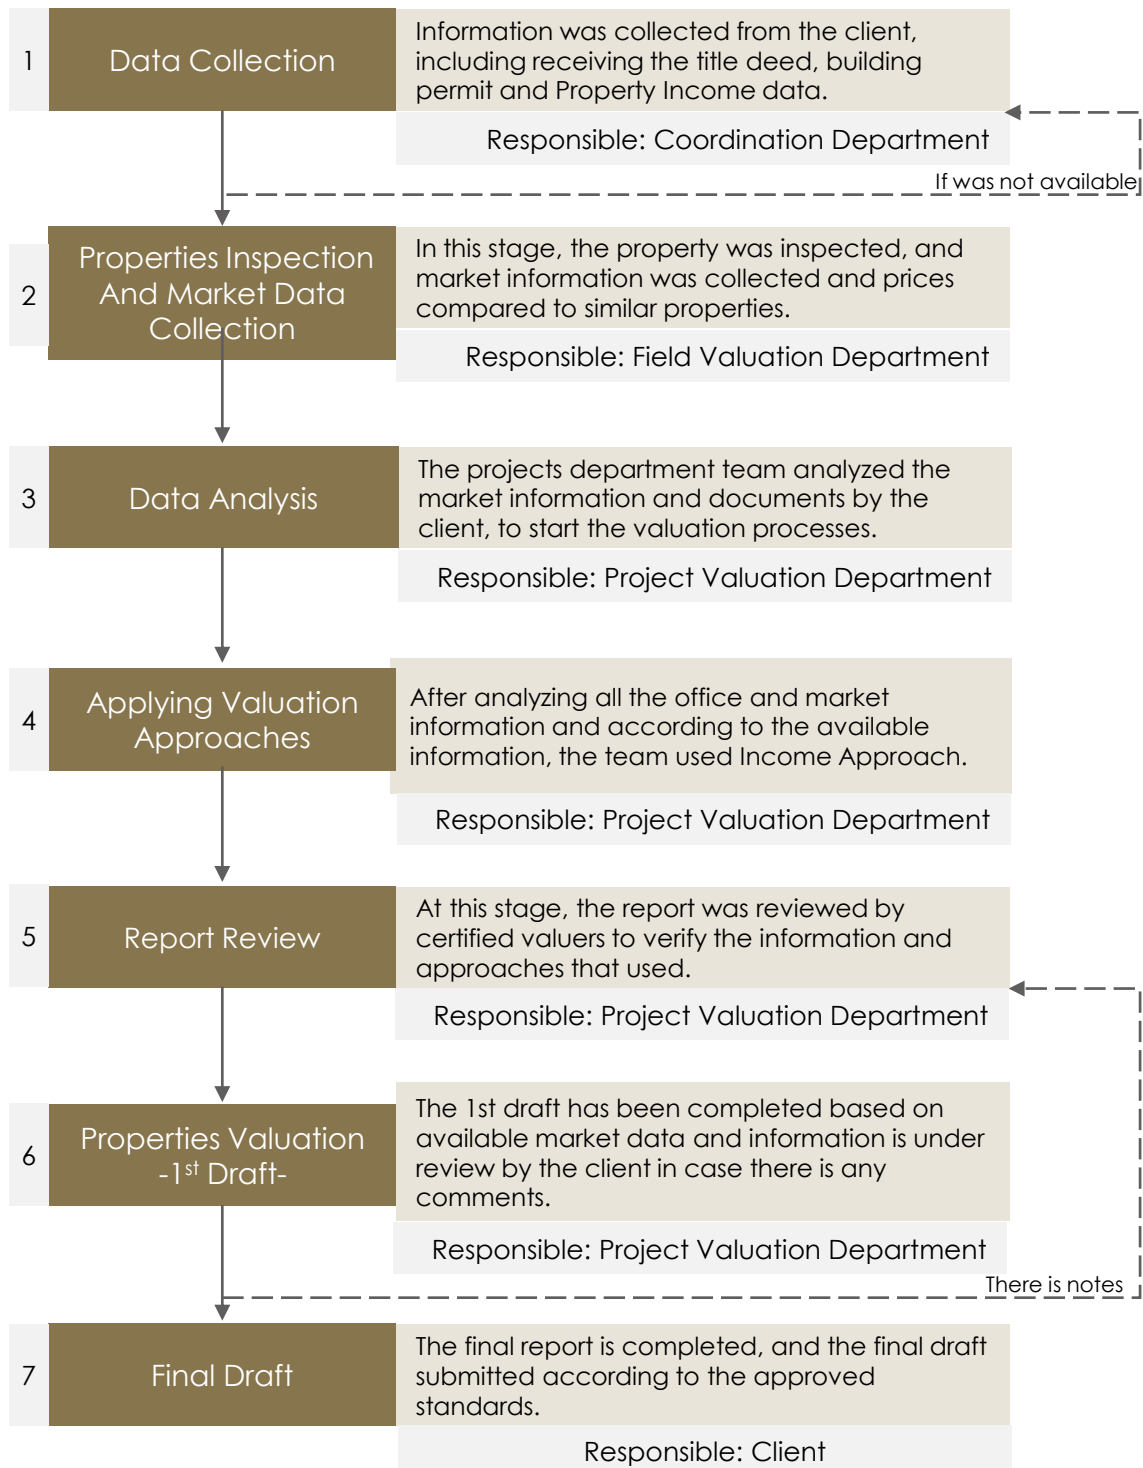 1
Data Collection
Information was collected from the client,
including receiving the title deed, building
permit and Property Income data.
Responsible: Coordination Department
If was not available
2
Properties Inspection
And Market Data
Collection
In this stage, the property was inspected, and
market information was collected and prices
compared to similar properties.
Responsible: Field Valuation Department
3
Data Analysis
The projects department team analyzed the
market information and documents by the
client, to start the valuation processes.
Responsible: Project Valuation Department
4
Applying Valuation
Approaches
After analyzing all the office and market
information and according to the available
information, the team used Income Approach.
Responsible: Project Valuation Department
5
Report Review
At this stage, the report was reviewed by
certified valuers to verify the information and
approaches that used.
Responsible: Project Valuation Department
6
Properties Valuation
-1st Draft-
The 1st draft has been completed based on
available market data and information is under
review by the client in case there is any
comments.
Responsible: Project Valuation Department
There is notes
7
Final Draft
The final report is completed, and the final draft
submitted according to the approved
standards.
Responsible: Client